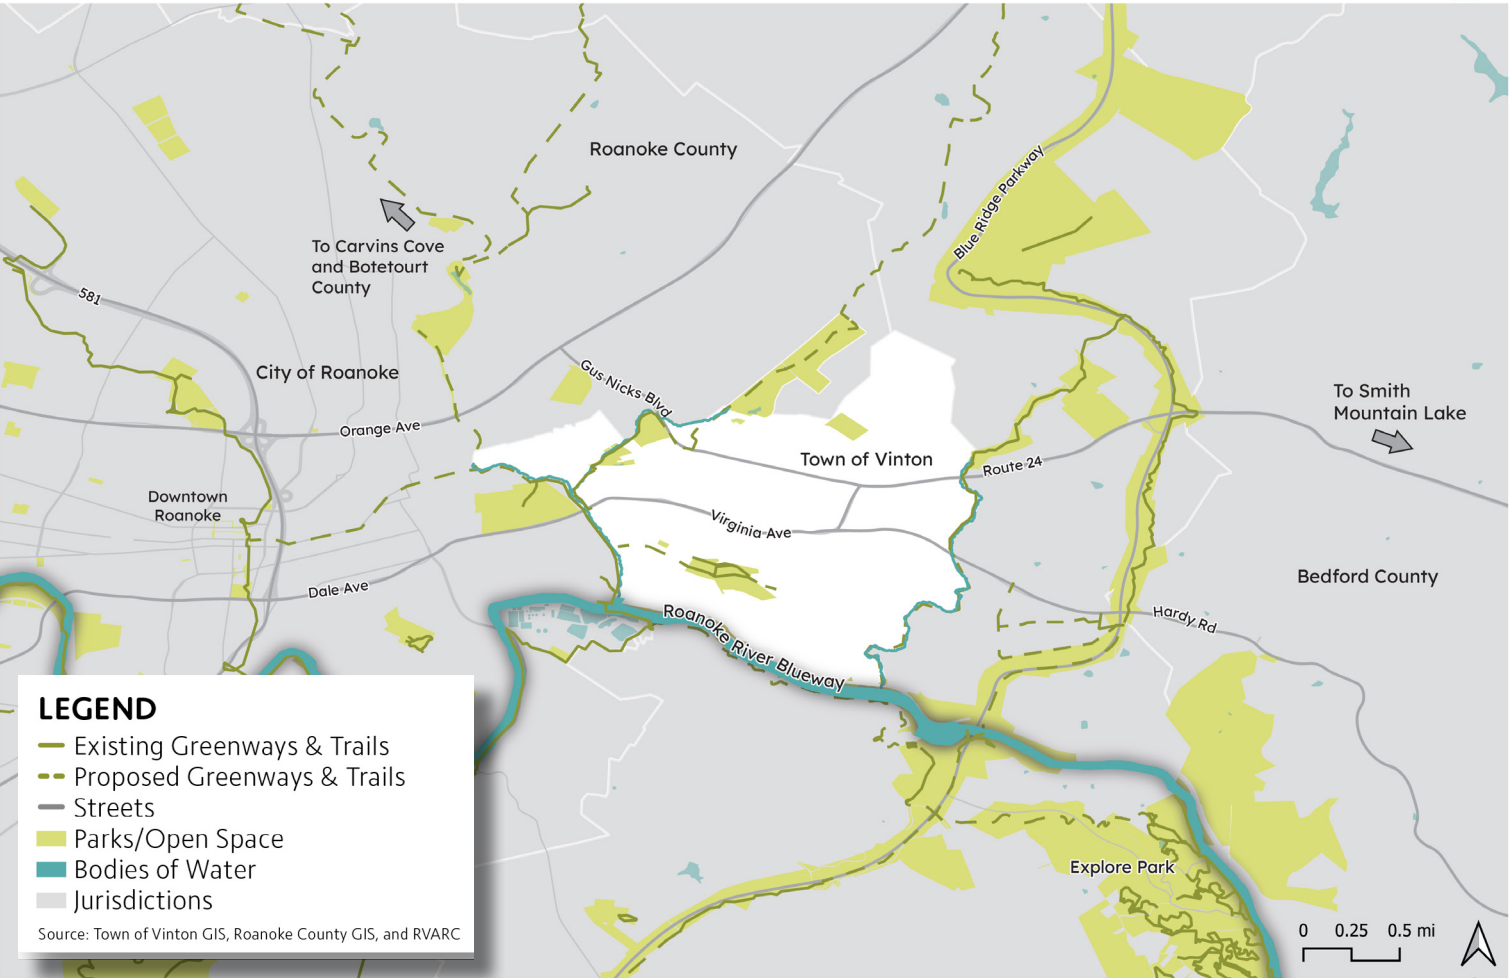 Roanoke County
Blue Ridge Parkway
To Carvins Cove
and Botetourt
County
581
City of Roanoke
Gus Nicks Blvd
Orange Ave
To Smith
Mountain Lake
Town of Vinton
Route 24
Downtown
Roanoke
Virginia Ave
Dale Ave
Bedford County
Hardy Rd
Roanoke River Blueway
LEGEND
Existing Greenways & Trails
Proposed Greenways & Trails
Streets
Parks/Open Space
Bodies of Water
Jurisdictions
Source: Town of Vinton GIS, Roanoke County GIS, and RVARC
Explore Park
0 0.25 0.5 mi